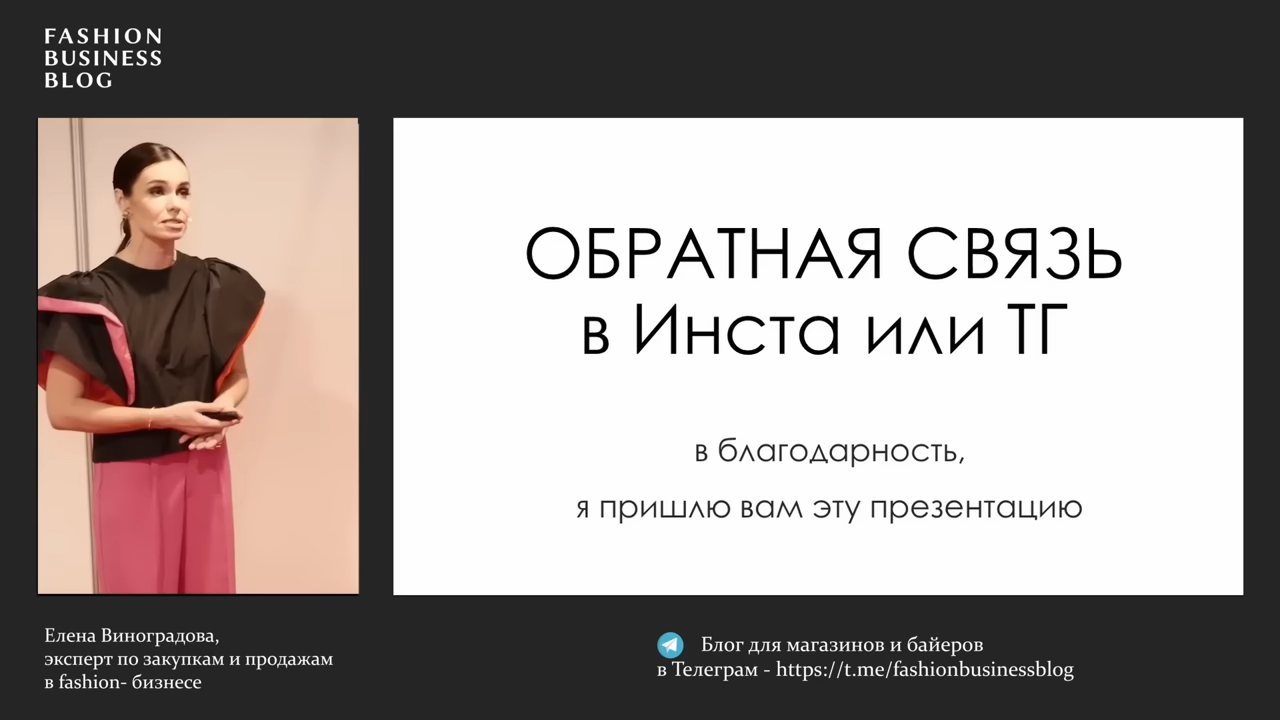 FASHION
BUSINESS
BLOG
ОБРАТНАЯ СВЯЗЬ
в Инста или ТГ
в благодарность,
я пришлю вам эту презентацию
Елена Виноградова,
эксперт по закупкам и продажам
в fashion- бизнесе
Блог для магазинов и байеров
в Телеграм - https://t.me/fashionbusinessblog